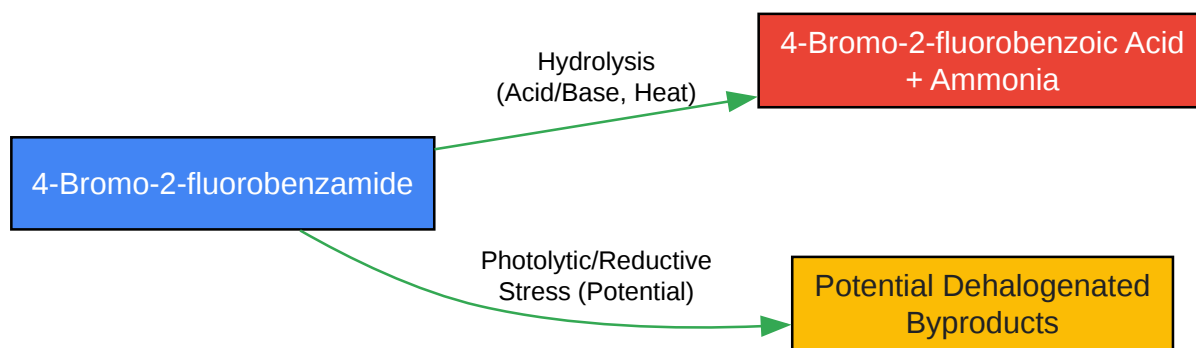 4-Bromo-2-fluorobenzoic Acid
+ Ammonia
Hydrolysis
(Acid/Base, Heat)
4-Bromo-2-fluorobenzamide
Photolytic/Reductive
Stress (Potential)
Potential Dehalogenated
Byproducts